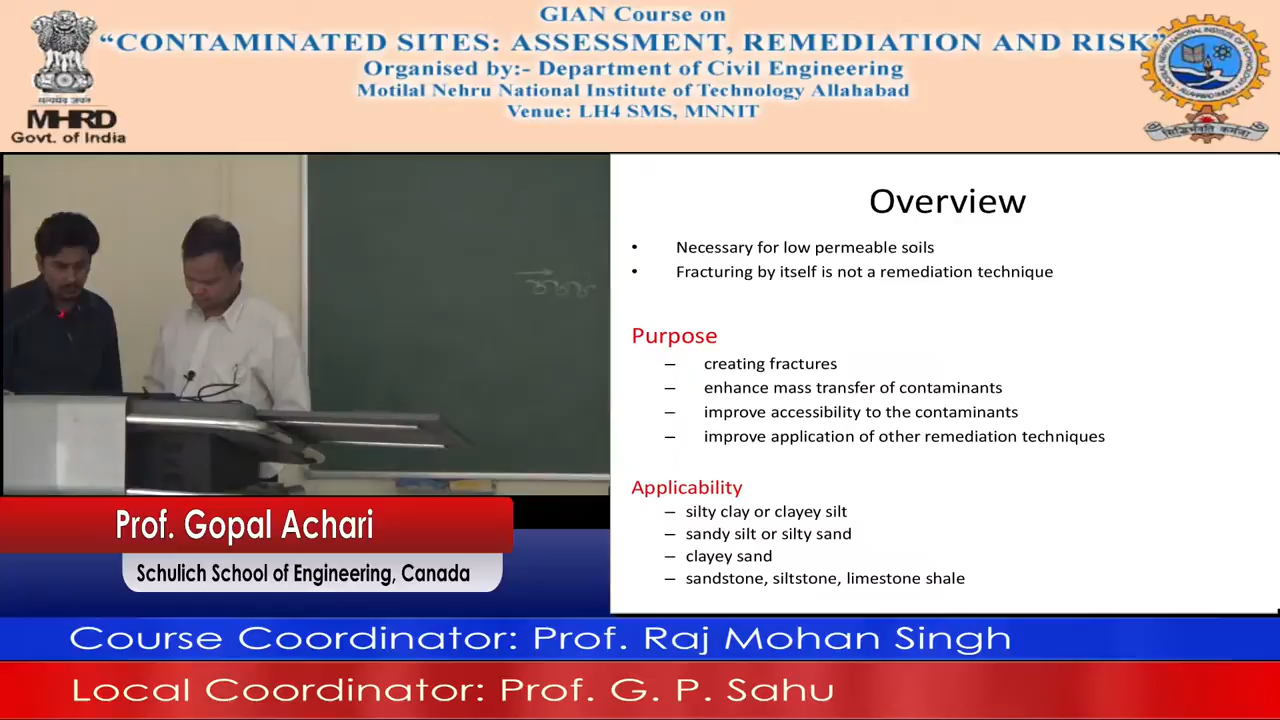 GIAN Course on
“CONTAMINATED SITES: ASSESSMENT, REMEDIATION AND RISK”
Organised by:- Department of Civil Engineering
Motilal Nehru National Institute of Technology Allahabad
Venue: LH4 SMS, MNNIT
सत्यमेव जयते
MHRD
Govt. of India
Overview
• Necessary for low permeable soils
• Fracturing by itself is not a remediation technique
Purpose
– creating fractures
– enhance mass transfer of contaminants
– improve accessibility to the contaminants
– improve application of other remediation techniques
Applicability
– silty clay or clayey silt
– sandy silt or silty sand
– clayey sand
– sandstone, siltstone, limestone shale
Prof. Gopal Achari
Schulich School of Engineering, Canada
Course Coordinator: Prof. Raj Mohan Singh
Local Coordinator: Prof. G. P. Sahu